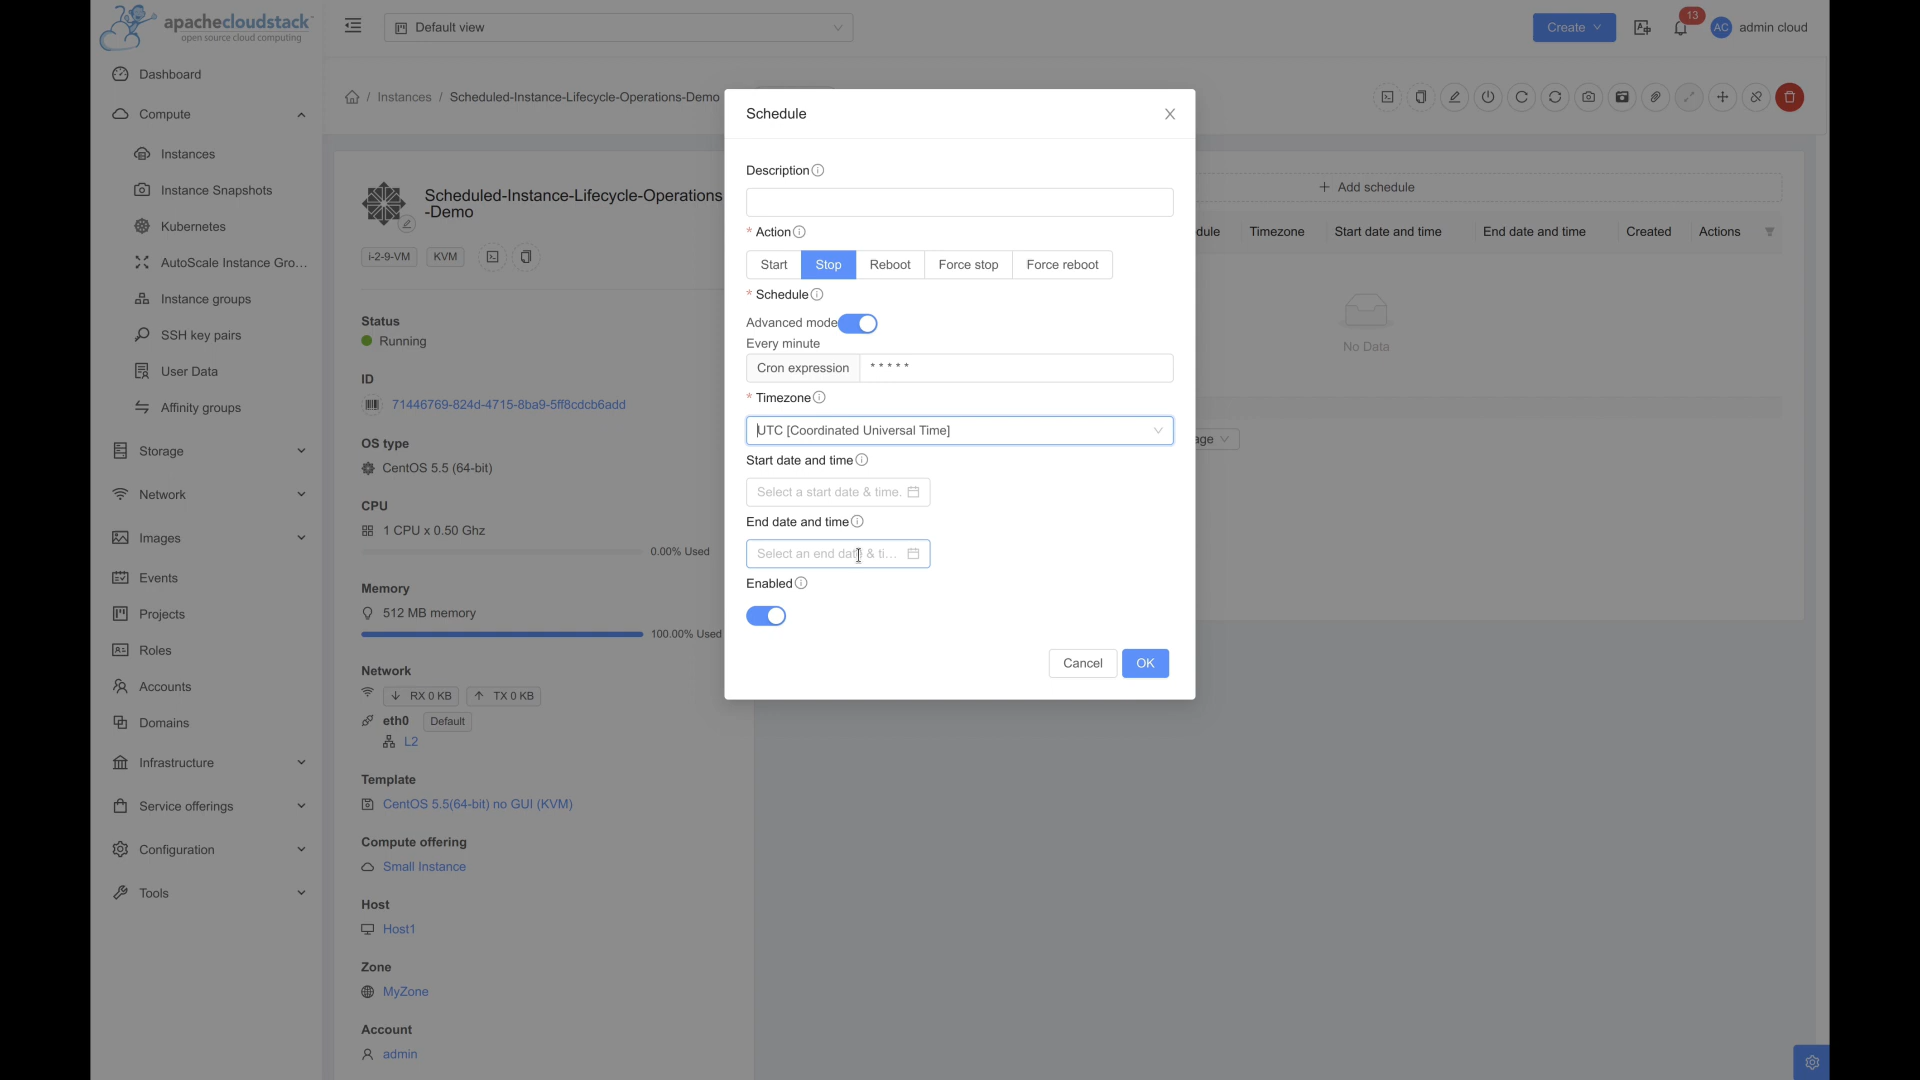 apachecloudstack
open source cloud computing
Default view
Create
13
AC
admin cloud
Dashboard
Compute
Instances
Instance Snapshots
Kubernetes
AutoScale Instance Gro...
Instance groups
SSH key pairs
User Data
Affinity groups
Storage
Network
Images
Events
Projects
Roles
Accounts
Domains
Infrastructure
Service offerings
Configuration
Tools
/ Instances / Scheduled-Instance-Lifecycle-Operations-Demo
Scheduled-Instance-Lifecycle-Operations
-Demo
i-2-9-VM
KVM
Status
Running
ID
71446769-824d-4715-8ba9-5ff8cdcb6add
OS type
CentOS 5.5 (64-bit)
CPU
1 CPU x 0.50 Ghz
0.00% Used
Memory
512 MB memory
100.00% Used
Network
RX 0 KB
TX 0 KB
eth0
Default
L2
Template
CentOS 5.5(64-bit) no GUI (KVM)
Compute offering
Small Instance
Host
Host1
Zone
MyZone
Account
admin
Schedule
Description
* Action
Start
Stop
Reboot
Force stop
Force reboot
* Schedule
Advanced mode
Every minute
Cron expression
* * * * *
* Timezone
UTC [Coordinated Universal Time]
Start date and time
Select a start date & time.
End date and time
Select an end date & ti...
Enabled
Cancel
OK
+ Add schedule
dule
Timezone
Start date and time
End date and time
Created
Actions
No Data
age